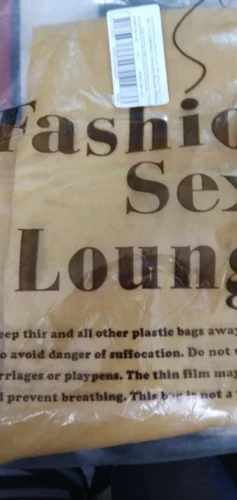 Fashio
Sex
Loung
eep this and all other plastic bags away
o avoid danger of suffocation. Do not u
rriages or playpens. The thin film may
l prevent breathing. This bag is not a